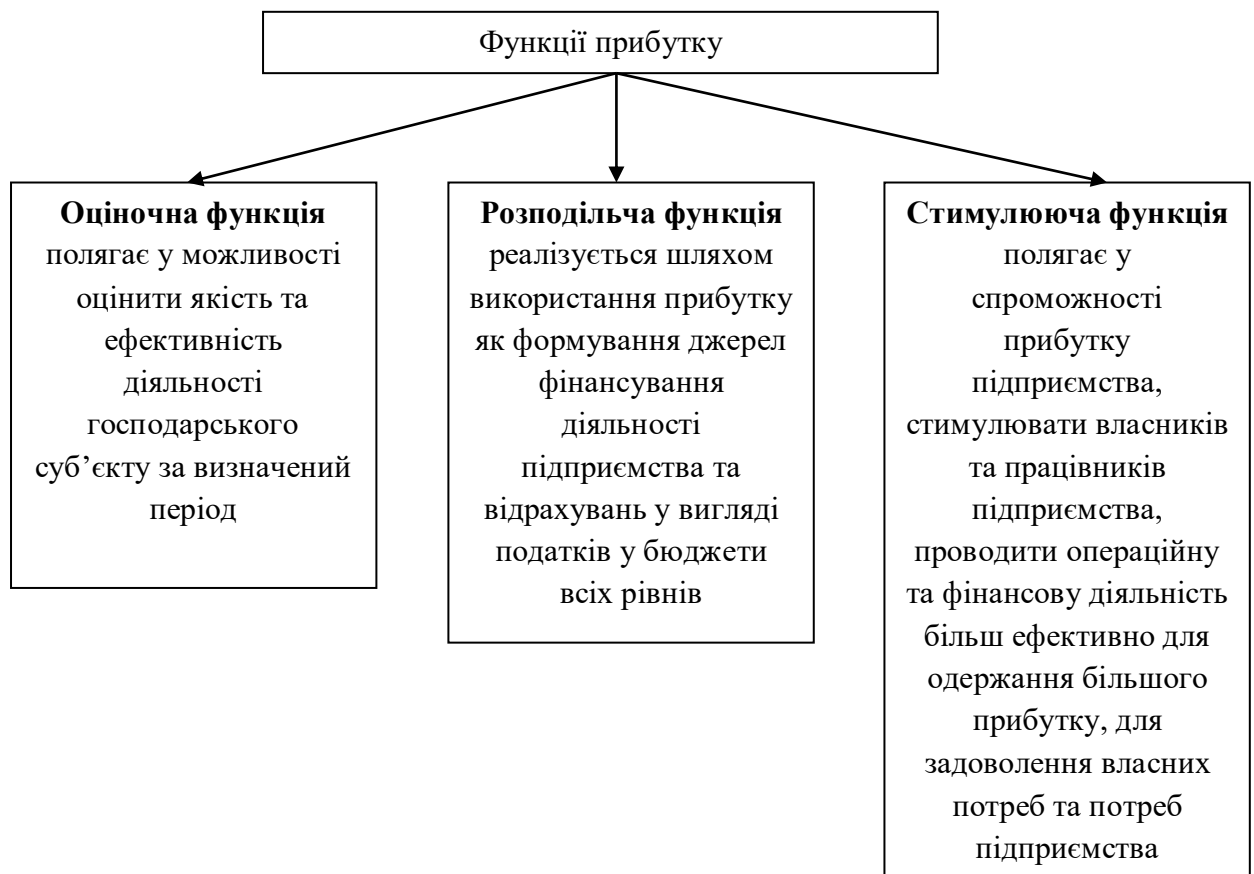 Функції прибутку
Оціночна функція
полягає у можливості
оцінити якість та
ефективність
діяльності
господарського
суб’єкту за визначений
період
Розподільча функція
реалізується шляхом
використання прибутку
як формування джерел
фінансування
діяльності
підприємства та
відрахувань у вигляді
податків у бюджети
всіх рівнів
Стимулююча функція
полягає у
спроможності
прибутку
підприємства,
стимулювати власників
та працівників
підприємства,
проводити операційну
та фінансову діяльність
більш ефективно для
одержання більшого
прибутку, для
задоволення власних
потреб та потреб
підприємства